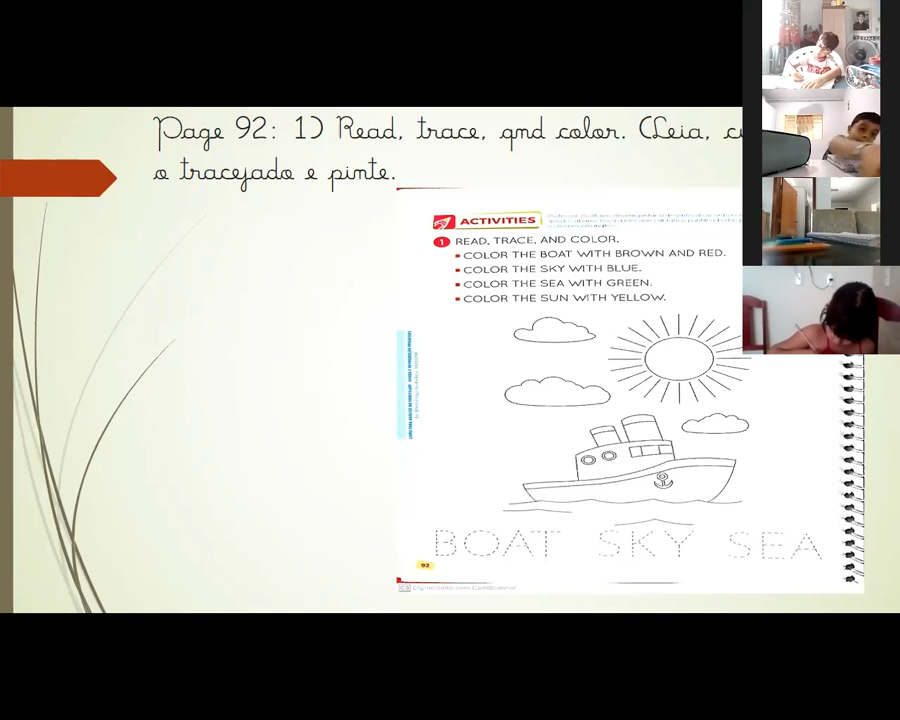 Page 92: 1) Read, trace, and color. (Leia,
o tracejado e pinte.
ACTIVITIES
1 READ, TRACE, AND COLOR.
COLOR THE BOAT WITH BROWN AND RED.
COLOR THE SKY WITH BLUE.
COLOR THE SEA WITH GREEN.
COLOR THE SUN WITH YELLOW.
BOAT SKY SEA
92